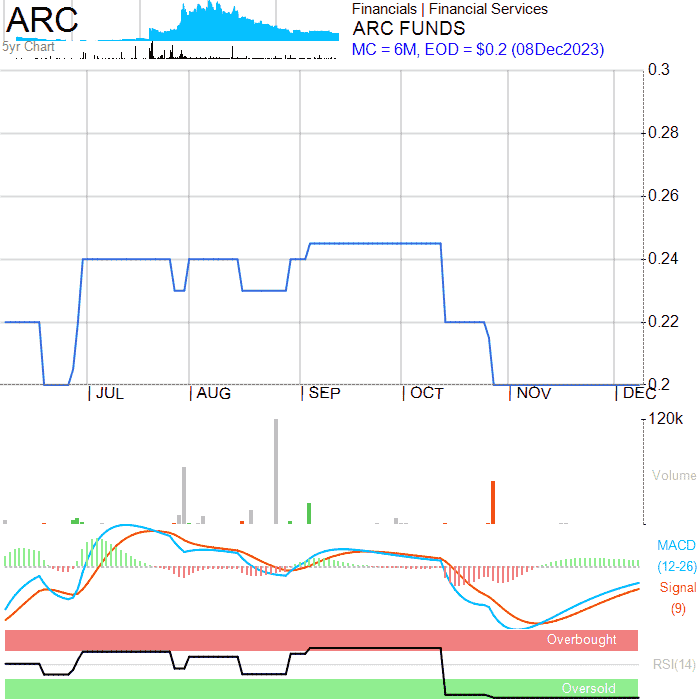 ARC
5yr Chart
Financials | Financial Services
ARC FUNDS
MC = 6M, EOD = $0.2 (08Dec2023)
0.3
0.28
0.26
0.24
0.22
0.2
JUL AUG SEP OCT NOV DEC
120k
Volume
MACD
(12-26)
Signal
(9)
Overbought
RSI(14)
Oversold